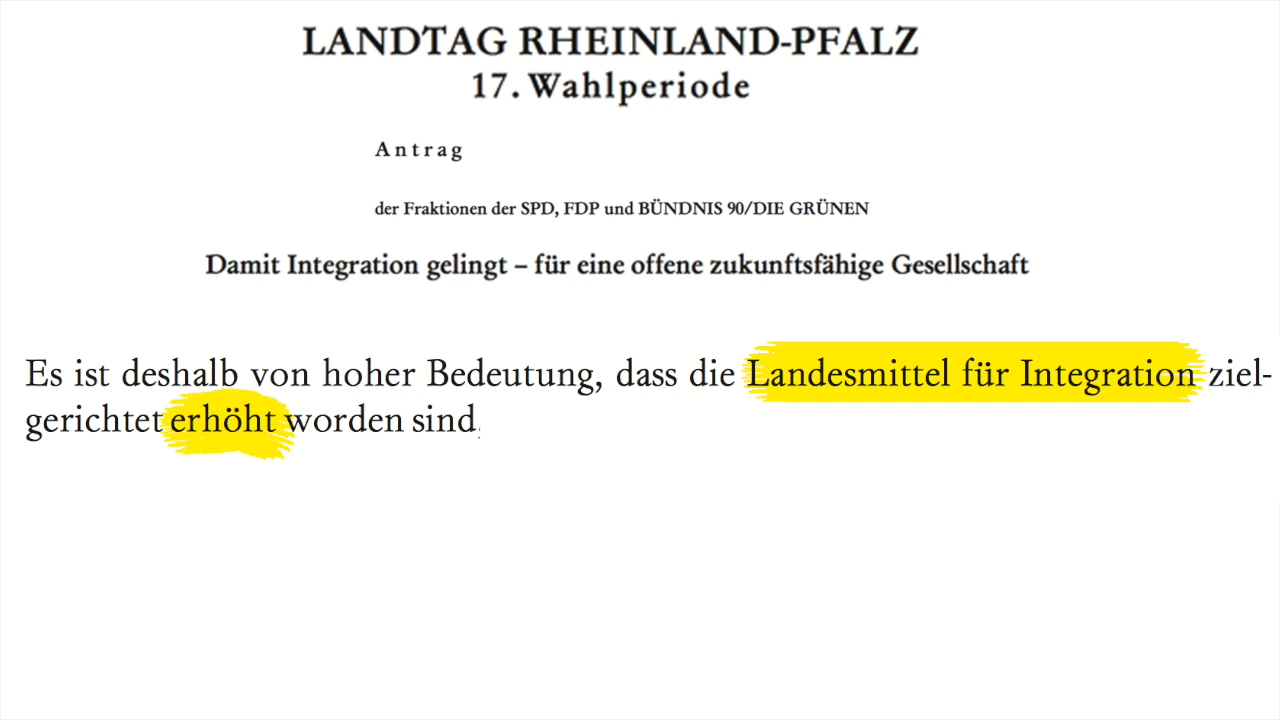 LANDTAG RHEINLAND-PFALZ
17. Wahlperiode
Antrag
der Fraktionen der SPD, FDP und BÜNDNIS 90/DIE GRÜNEN
Damit Integration gelingt – für eine offene zukunftsfähige Gesellschaft
Es ist deshalb von hoher Bedeutung, dass die Landesmittel für Integration ziel-
gerichtet erhöht worden sind